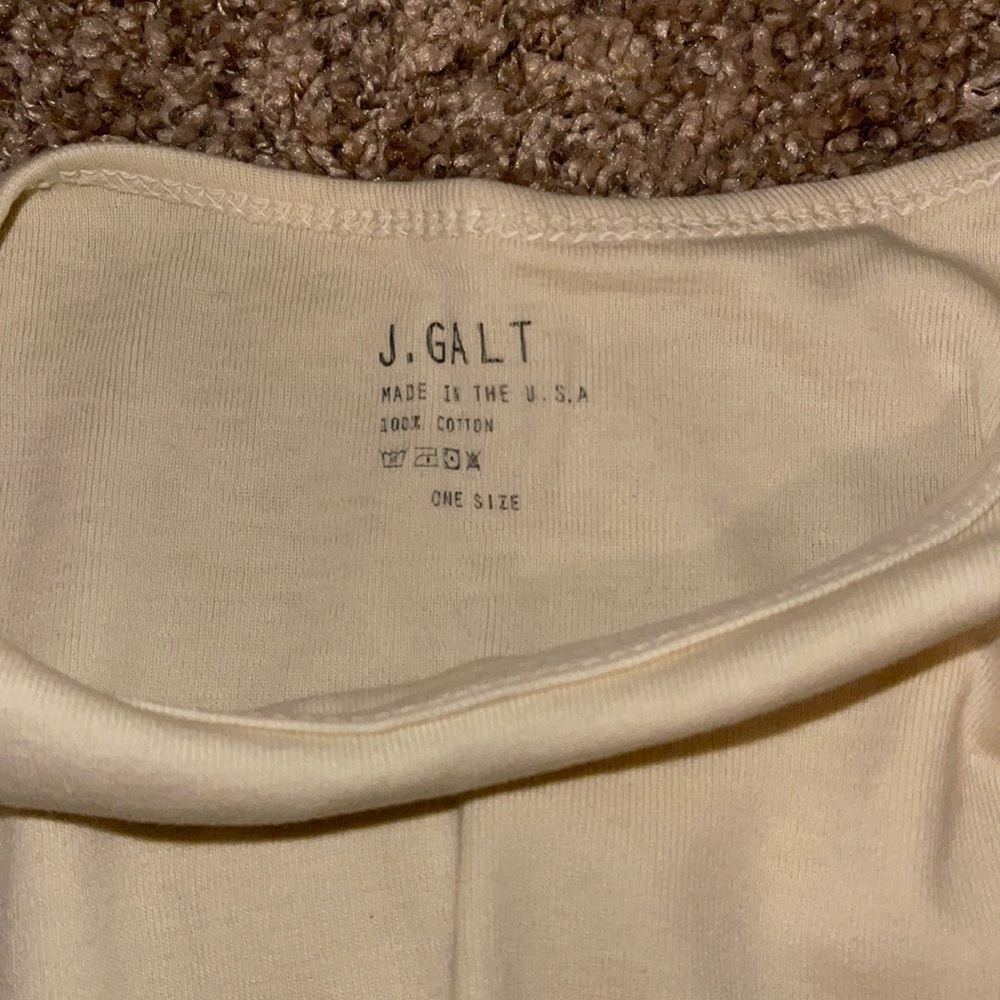 J.GALT
MADE IN THE U.S.A
100% COTTON
ONE SIZE